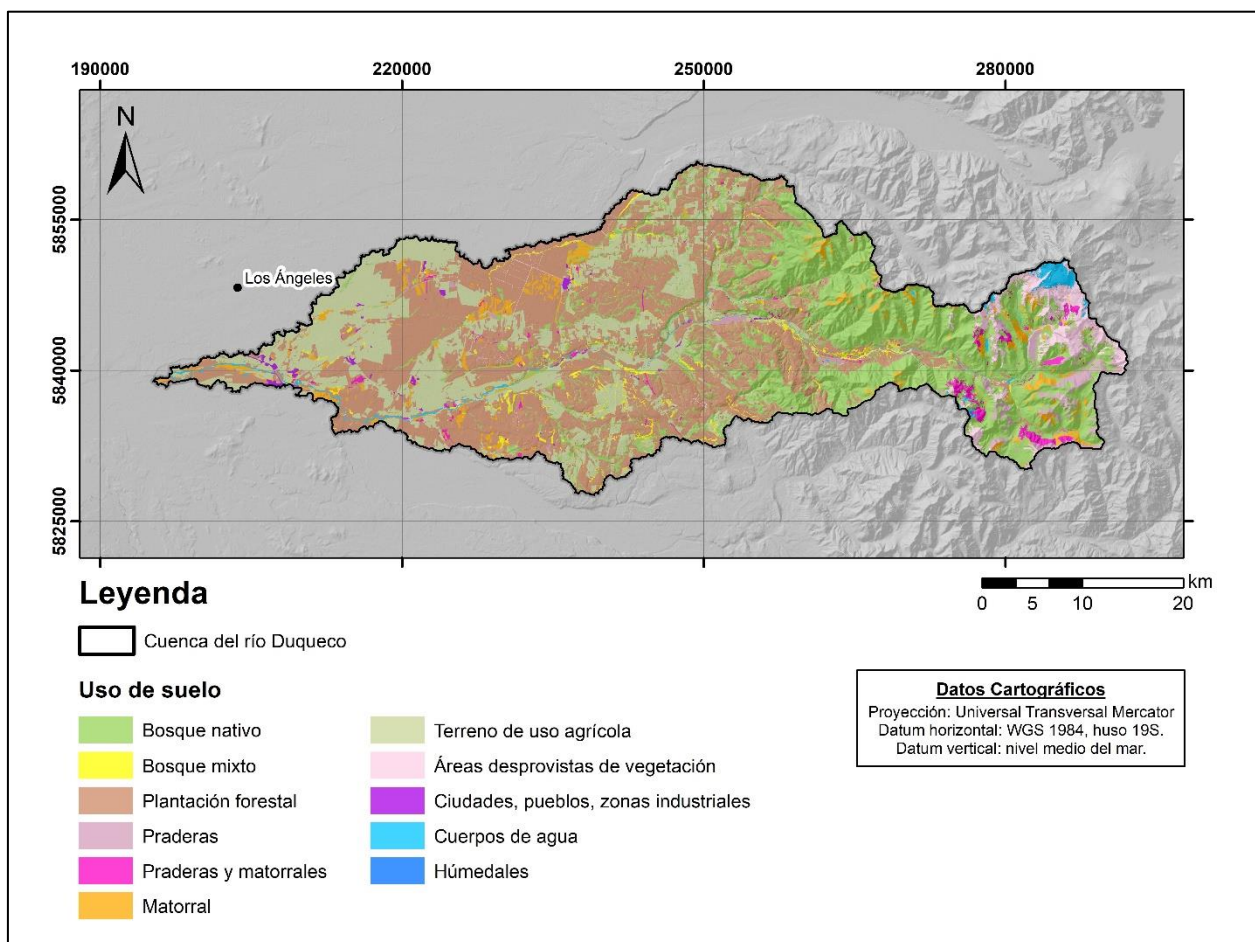 190000 220000 250000 280000
N
5855000
Los Ángeles
5840000
5825000
km
0 5 10 20
Leyenda
Cuenca del río Duqueco
Uso de suelo
Bosque nativo
Bosque mixto
Plantación forestal
Praderas
Praderas y matorrales
Matorral
Terreno de uso agrícola
Áreas desprovistas de vegetación
Ciudades, pueblos, zonas industriales
Cuerpos de agua
Húmedales
Datos Cartográficos
Proyección: Universal Transversal Mercator
Datum horizontal: WGS 1984, huso 19S.
Datum vertical: nivel medio del mar.